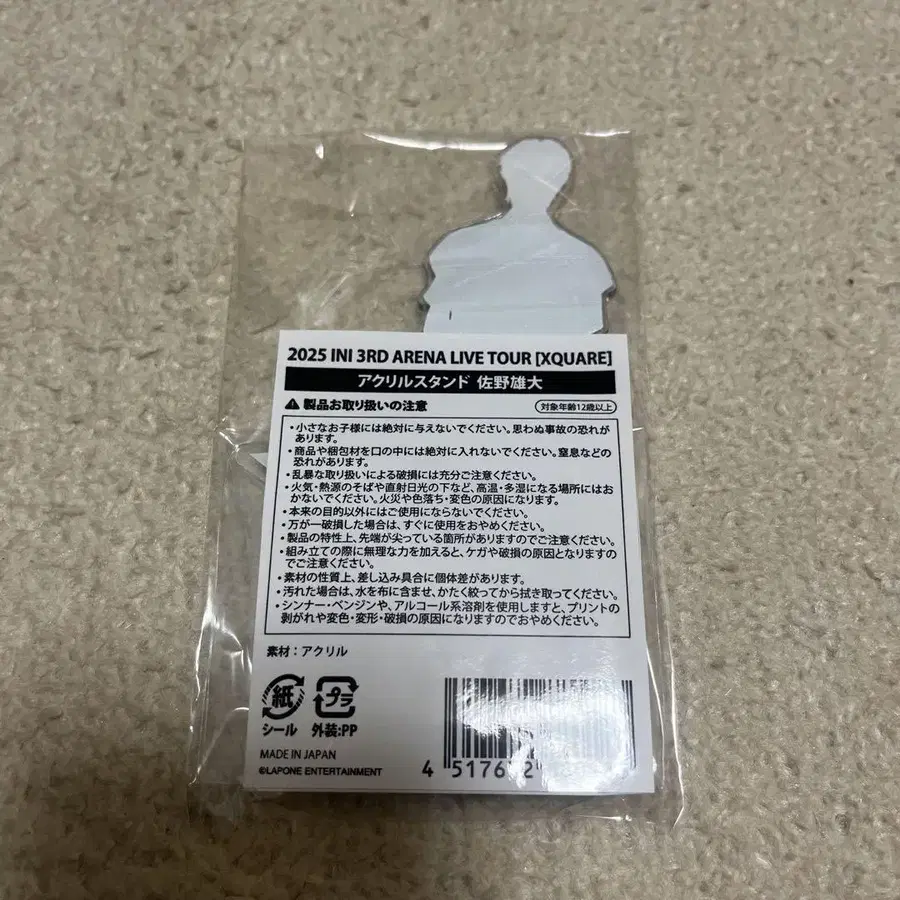 2025 INI 3RD ARENA LIVE TOUR [XQUARE]
アクリルスタンド 佐野雄大
製品お取り扱いの注意
対象年齢12歳以上
・小さなお子様には絶対に与えないでください。思わぬ事故の恐れが
あります。
・商品や梱包材を口の中には絶対に入れないでください。窒息などの
恐れがあります。
・乱暴な取り扱いによる破損には充分ご注意ください。
・火気・熱源のそばや直射日光の下など、高温・多湿になる場所にはお
かないでください。火災や色落ち・変色の原因になります。
・本来の目的以外にはご使用にならないでください。
・万が一破損した場合は、すぐに使用をおやめください。
・製品の特性上、先端が尖っている箇所がありますのでご注意ください。
・組み立ての際に無理な力を加えると、ケガや破損の原因となりますの
でご注意ください。
・素材の性質上、差し込み具合に個体差があります。
・汚れた場合は、水を布に含ませ、かたく絞ってから拭き取ってください。
・シンナー・ベンジンや、アルコール系溶剤を使用しますと、プリントの
剥がれや変色・変形・破損の原因になりますのでおやめください。
素材：アクリル
紙 プラ
シール 外装:PP
MADE IN JAPAN
©LAPONE ENTERTAINMENT
4 517672